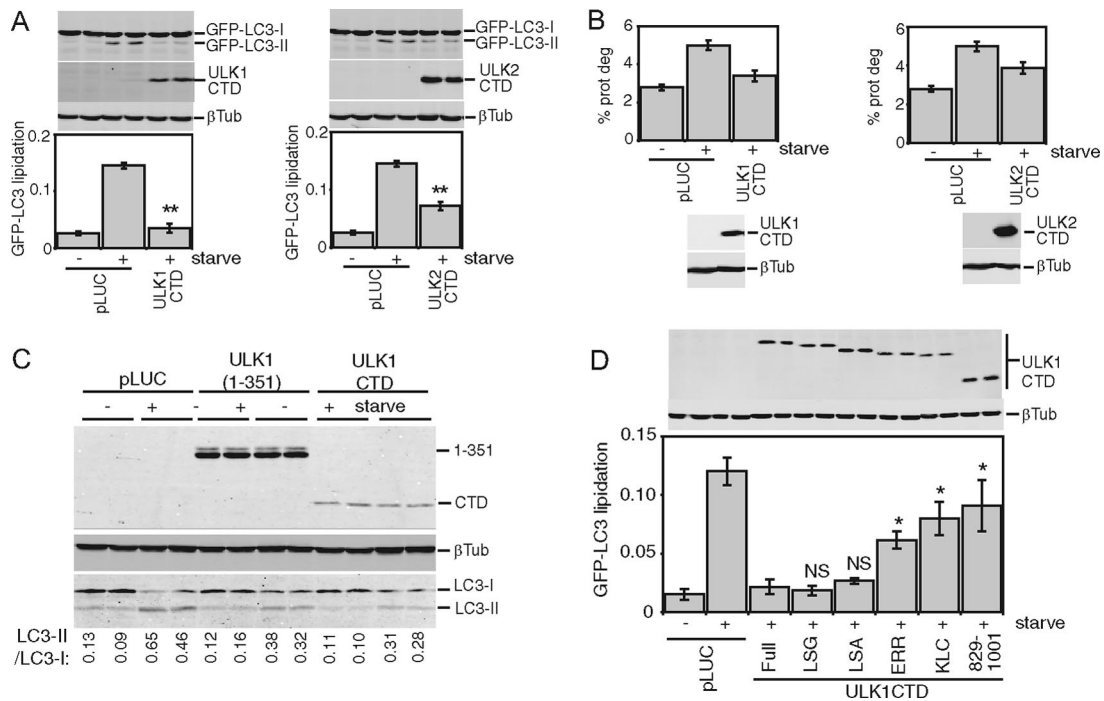 A
GFP-LC3-I
GFP-LC3-II
ULK1
CTD
βTub
0.2
0.1
0
GFP-LC3 lipidation
**
- + + starve
pLUC
ULK1
CTD
GFP-LC3-I
GFP-LC3-II
ULK2
CTD
βTub
0.2
0.1
0
GFP-LC3 lipidation
**
- + + starve
pLUC
ULK2
CTD
B
6
4
2
0
% prot deg
- + + starve
pLUC
ULK1
CTD
ULK1
CTD
βTub
6
4
2
0
% prot deg
- + + starve
pLUC
ULK2
CTD
ULK2
CTD
βTub
C
pLUC
ULK1
(1-351)
ULK1
CTD
- + - + - + starve
1-351
CTD
βTub
LC3-I
LC3-II
LC3-II
/LC3-I:
0.13 0.09 0.65 0.46 0.12 0.16 0.38 0.32 0.11 0.10 0.31 0.28
D
ULK1
CTD
βTub
0.15
0.10
0.05
0
GFP-LC3 lipidation
NS NS * * *
- + + + + + + + starve
pLUC
Full
LSG
LSA
ERR
KLC
829-
1001
ULK1CTD